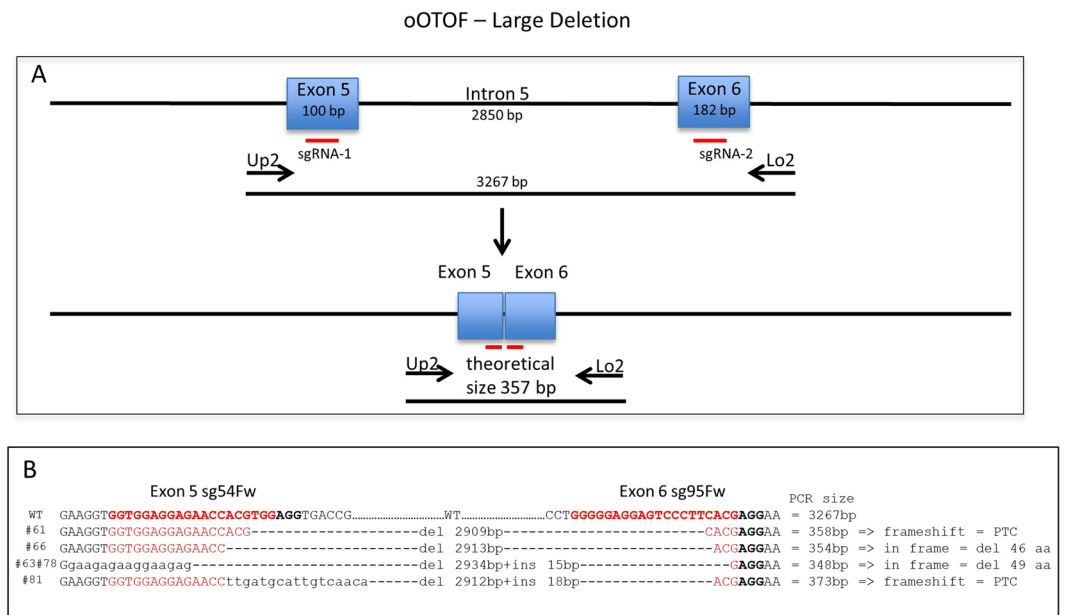 oOTOF – Large Deletion
A
Exon 5
100 bp
Intron 5
2850 bp
Exon 6
182 bp
sgRNA-1
sgRNA-2
Up2
Lo2
3267 bp
Exon 5
Exon 6
Up2
theoretical
size 357 bp
Lo2
B
Exon 5 sg54Fw
Exon 6 sg95Fw
PCR size
WT GAAGGTGGTGGAGGAGAACCACGTGGAGGTGACCG.......................WT.......................CCTGGGGGAGGAGTCCCTTCACGAGGAA = 3267bp
#61 GAAGGTGGTGGAGGAGAACCACG-----------------del 2909bp--------------------CACGAGGAA = 358bp => frameshift = PTC
#66 GAAGGTGGTGGAGGAGAACC--------------------del 2913bp---------------------ACGAGGAA = 354bp => in frame = del 46 aa
#63#78 Ggaagagaaggaagag------------------------del 2934bp+ins 15bp---------------GAGGAA = 348bp => in frame = del 49 aa
#81 GAAGGTGGTGGAGGAGAACCttgatgcattgtcaaca------del 2912bp+ins 18bp-------------ACGAGGAA = 373bp => frameshift = PTC